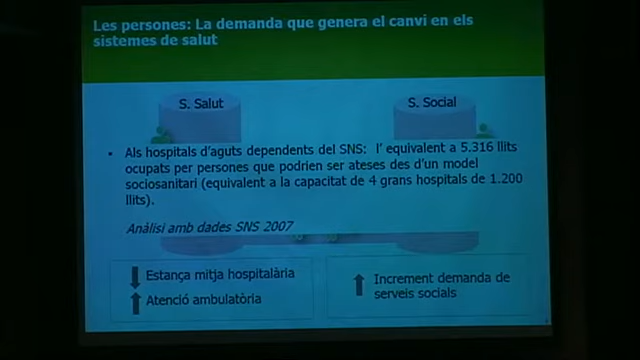 Les persones: La demanda que genera el canvi en els
sistemes de salut
S. Salut
S. Social
• Als hospitals d'aguts dependents del SNS: l' equivalent a 5.316 llits
ocupats per persones que podrien ser ateses des d'un model
sociosanitari (equivalent a la capacitat de 4 grans hospitals de 1.200
llits).
Anàlisi amb dades SNS 2007
Estança mitja hospitalària
Atenció ambulatòria
Increment demanda de
serveis socials